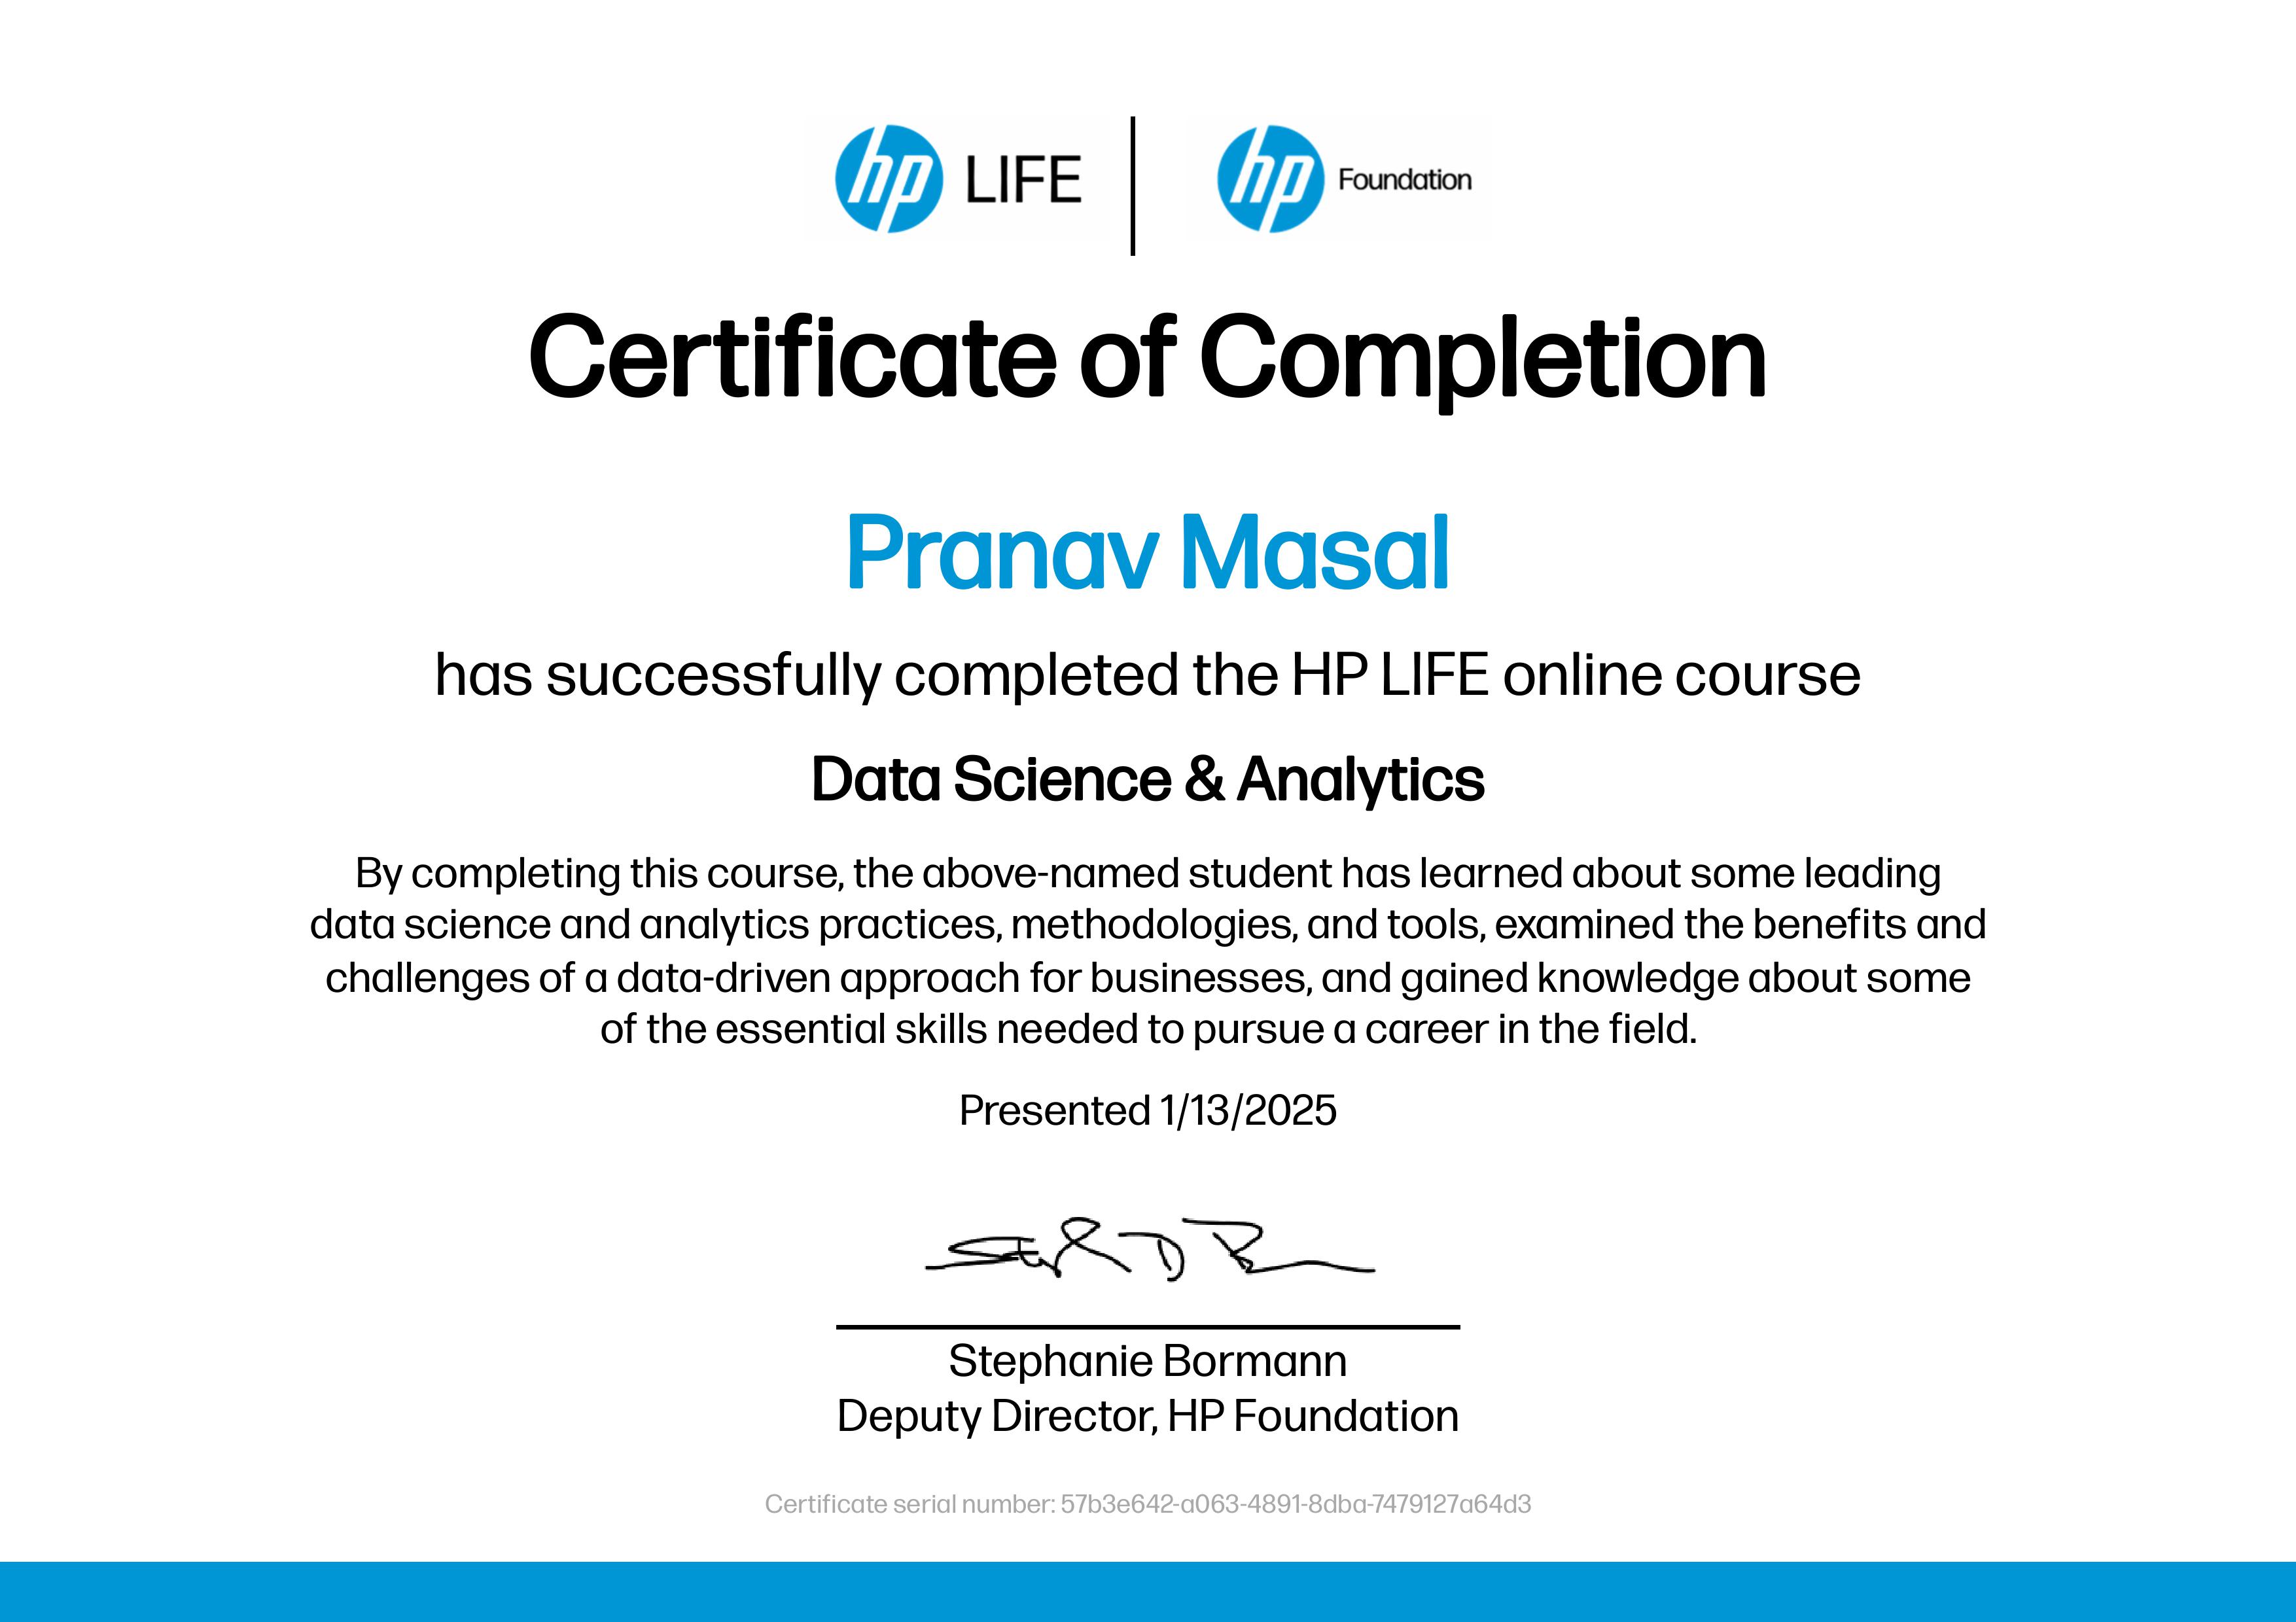 hp LIFE
hp Foundation
Certificate of Completion
Pranav Masal
has successfully completed the HP LIFE online course
Data Science & Analytics
By completing this course, the above-named student has learned about some leading
data science and analytics practices, methodologies, and tools, examined the benefits and
challenges of a data-driven approach for businesses, and gained knowledge about some
of the essential skills needed to pursue a career in the field.
Presented 1/13/2025
Stephanie Bormann
Deputy Director, HP Foundation
Certificate serial number: 57b3e642-a063-4891-8dba-7479127a64d3